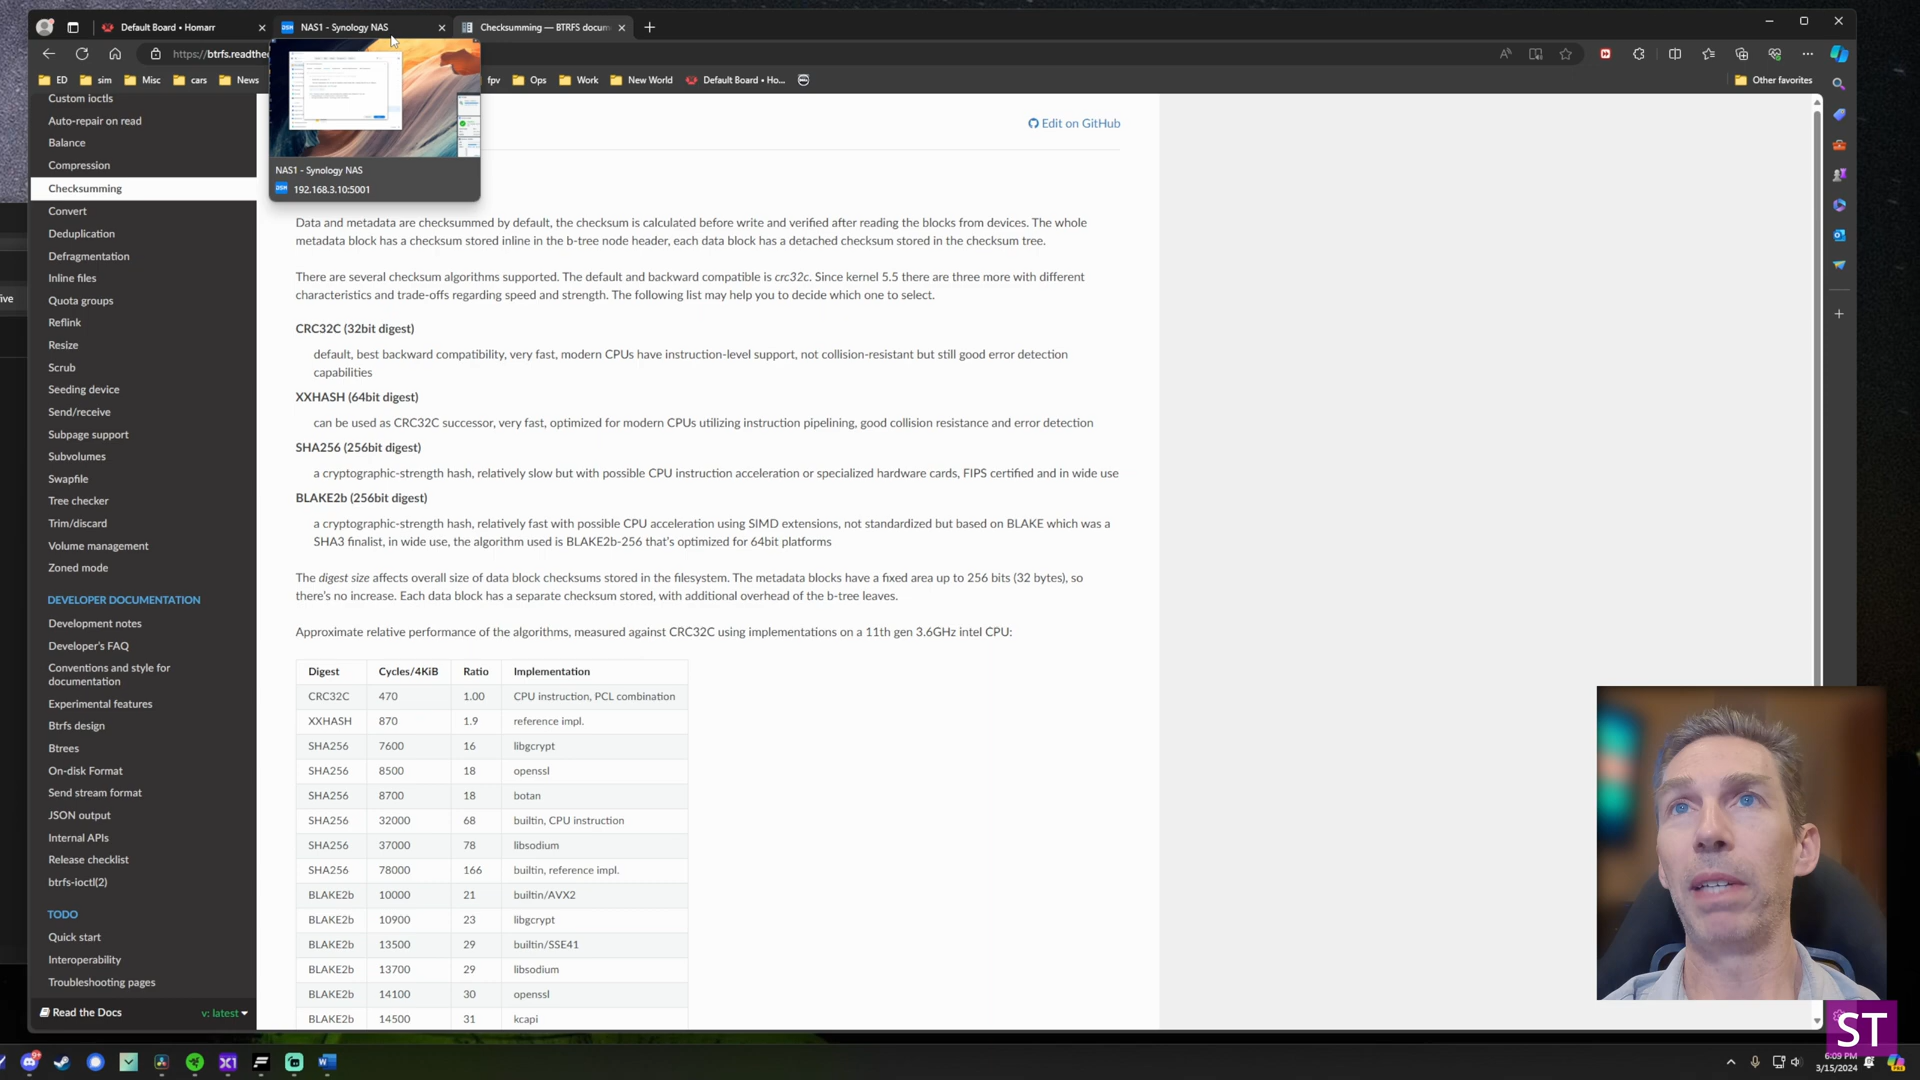 Default Board • Homarr
NAS1 - Synology NAS
Checksumming — BTRFS docum
https://btrfs.readthe
ED
sim
Misc
cars
News
fpv
Ops
Work
New World
Default Board • Ho...
Other favorites
NAS1 - Synology NAS
DSM 192.168.3.10:5001
Custom ioctls
Auto-repair on read
Balance
Compression
Checksumming
Convert
Deduplication
Defragmentation
Inline files
Quota groups
Reflink
Resize
Scrub
Seeding device
Send/receive
Subpage support
Subvolumes
Swapfile
Tree checker
Trim/discard
Volume management
Zoned mode
DEVELOPER DOCUMENTATION
Development notes
Developer's FAQ
Conventions and style for
documentation
Experimental features
Btrfs design
Btrees
On-disk Format
Send stream format
JSON output
Internal APIs
Release checklist
btrfs-ioctl(2)
TODO
Quick start
Interoperability
Troubleshooting pages
Read the Docs
v: latest
Edit on GitHub
Data and metadata are checksummed by default, the checksum is calculated before write and verified after reading the blocks from devices. The whole
metadata block has a checksum stored inline in the b-tree node header, each data block has a detached checksum stored in the checksum tree.
There are several checksum algorithms supported. The default and backward compatible is crc32c. Since kernel 5.5 there are three more with different
characteristics and trade-offs regarding speed and strength. The following list may help you to decide which one to select.
CRC32C (32bit digest)
default, best backward compatibility, very fast, modern CPUs have instruction-level support, not collision-resistant but still good error detection
capabilities
XXHASH (64bit digest)
can be used as CRC32C successor, very fast, optimized for modern CPUs utilizing instruction pipelining, good collision resistance and error detection
SHA256 (256bit digest)
a cryptographic-strength hash, relatively slow but with possible CPU instruction acceleration or specialized hardware cards, FIPS certified and in wide use
BLAKE2b (256bit digest)
a cryptographic-strength hash, relatively fast with possible CPU acceleration using SIMD extensions, not standardized but based on BLAKE which was a
SHA3 finalist, in wide use, the algorithm used is BLAKE2b-256 that's optimized for 64bit platforms
The digest size affects overall size of data block checksums stored in the filesystem. The metadata blocks have a fixed area up to 256 bits (32 bytes), so
there's no increase. Each data block has a separate checksum stored, with additional overhead of the b-tree leaves.
Approximate relative performance of the algorithms, measured against CRC32C using implementations on a 11th gen 3.6GHz intel CPU:
Digest Cycles/4KiB Ratio Implementation
CRC32C 470 1.00 CPU instruction, PCL combination
XXHASH 870 1.9 reference impl.
SHA256 7600 16 libgcrypt
SHA256 8500 18 openssl
SHA256 8700 18 botan
SHA256 32000 68 builtin, CPU instruction
SHA256 37000 78 libsodium
SHA256 78000 166 builtin, reference impl.
BLAKE2b 10000 21 builtin/AVX2
BLAKE2b 10900 23 libgcrypt
BLAKE2b 13500 29 builtin/SSE41
BLAKE2b 13700 29 libsodium
BLAKE2b 14100 30 openssl
BLAKE2b 14500 31 kcapi
ive
ST
6:09 PM
3/15/2024